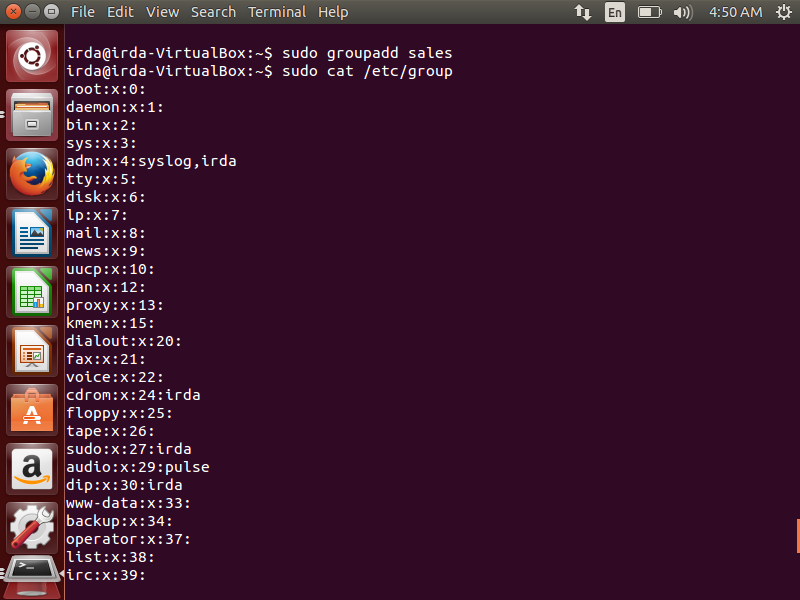 File Edit View Search Terminal Help En 4:50 AM
irda@irda-VirtualBox:~$ sudo groupadd sales
irda@irda-VirtualBox:~$ sudo cat /etc/group
root:x:0:
daemon:x:1:
bin:x:2:
sys:x:3:
adm:x:4:syslog,irda
tty:x:5:
disk:x:6:
lp:x:7:
mail:x:8:
news:x:9:
uucp:x:10:
man:x:12:
proxy:x:13:
kmem:x:15:
dialout:x:20:
fax:x:21:
voice:x:22:
cdrom:x:24:irda
floppy:x:25:
tape:x:26:
sudo:x:27:irda
audio:x:29:pulse
dip:x:30:irda
www-data:x:33:
backup:x:34:
operator:x:37:
list:x:38:
irc:x:39: